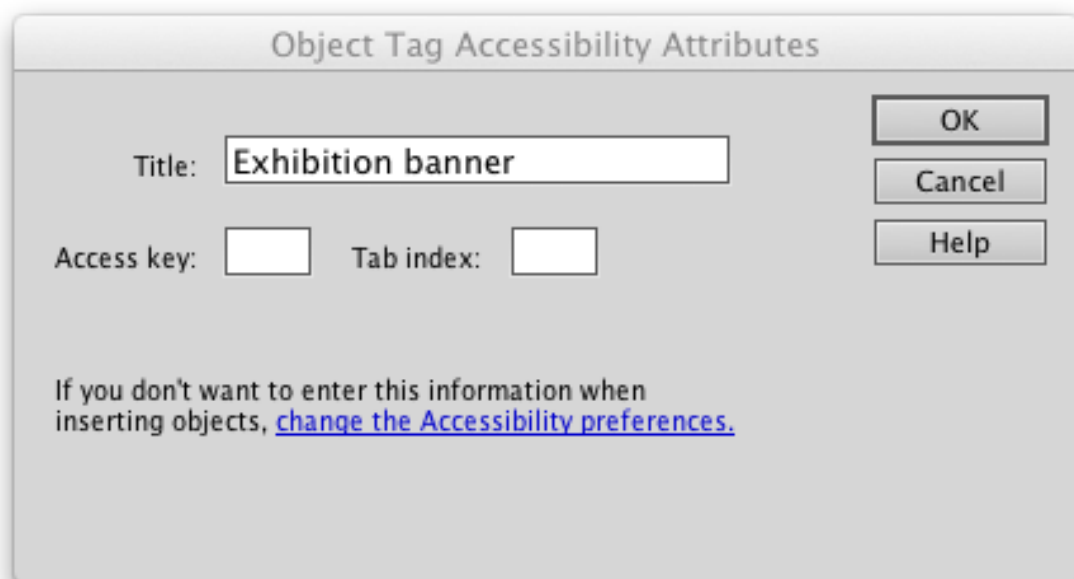 Object Tag Accessibility Attributes
Title: Exhibition banner
OK
Cancel
Access key: Tab index:
Help
If you don't want to enter this information when
inserting objects, change the Accessibility preferences.